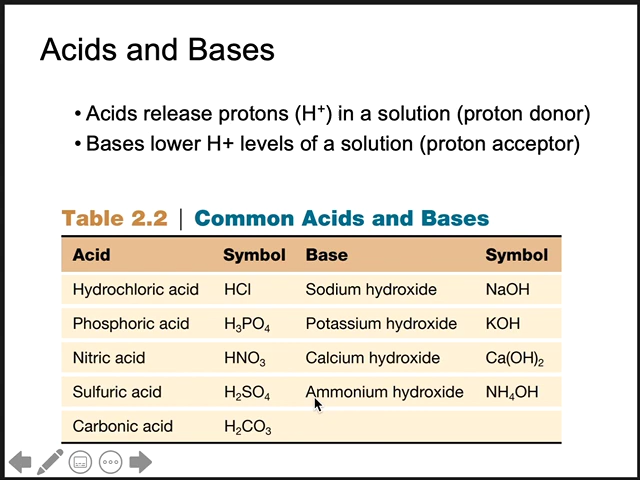 Acids and Bases
• Acids release protons (H⁺) in a solution (proton donor)
• Bases lower H+ levels of a solution (proton acceptor)
Table 2.2 | Common Acids and Bases
Acid Symbol Base Symbol
Hydrochloric acid HCl Sodium hydroxide NaOH
Phosphoric acid H₃PO₄ Potassium hydroxide KOH
Nitric acid HNO₃ Calcium hydroxide Ca(OH)₂
Sulfuric acid H₂SO₄ Ammonium hydroxide NH₄OH
Carbonic acid H₂CO₃